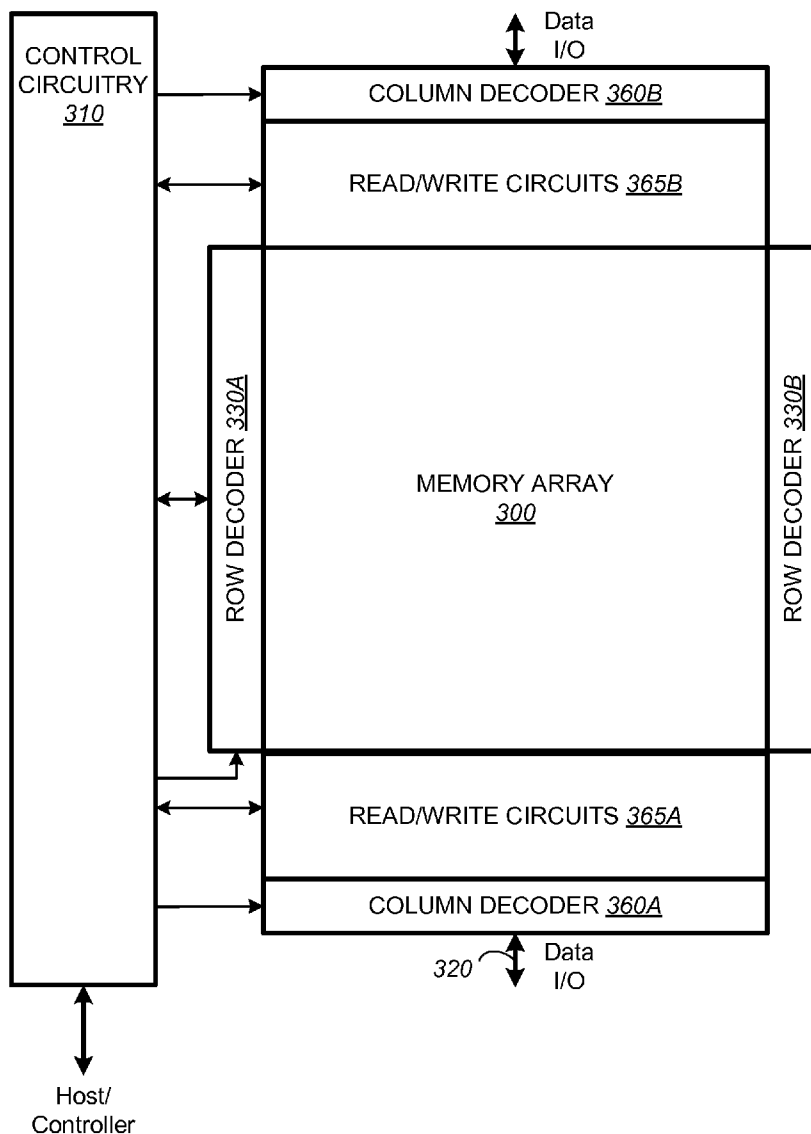 CONTROL
CIRCUITRY
310
Data
I/O
COLUMN DECODER 360B
READ/WRITE CIRCUITS 365B
ROW DECODER 330A
MEMORY ARRAY
300
ROW DECODER 330B
READ/WRITE CIRCUITS 365A
COLUMN DECODER 360A
320
Data
I/O
Host/
Controller